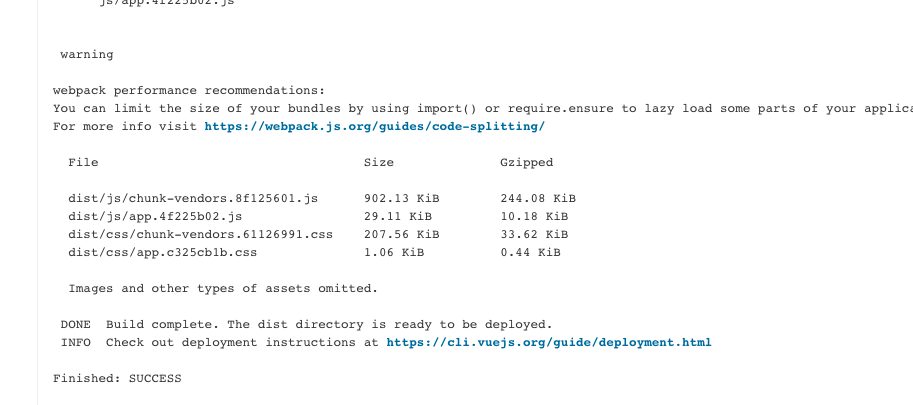 js/app.4f225b02.js
warning
webpack performance recommendations:
You can limit the size of your bundles by using import() or require.ensure to lazy load some parts of your
For more info visit https://webpack.js.org/guides/code-splitting/
File Size Gzipped
dist/js/chunk-vendors.8f125601.js 902.13 KiB 244.08 KiB
dist/js/app.4f225b02.js 29.11 KiB 10.18 KiB
dist/css/chunk-vendors.61126991.css 207.56 KiB 33.62 KiB
dist/css/app.c325cb1b.css 1.06 KiB 0.44 KiB
Images and other types of assets omitted.
DONE Build complete. The dist directory is ready to be deployed.
INFO Check out deployment instructions at https://cli.vuejs.org/guide/deployment.html
Finished: SUCCESS